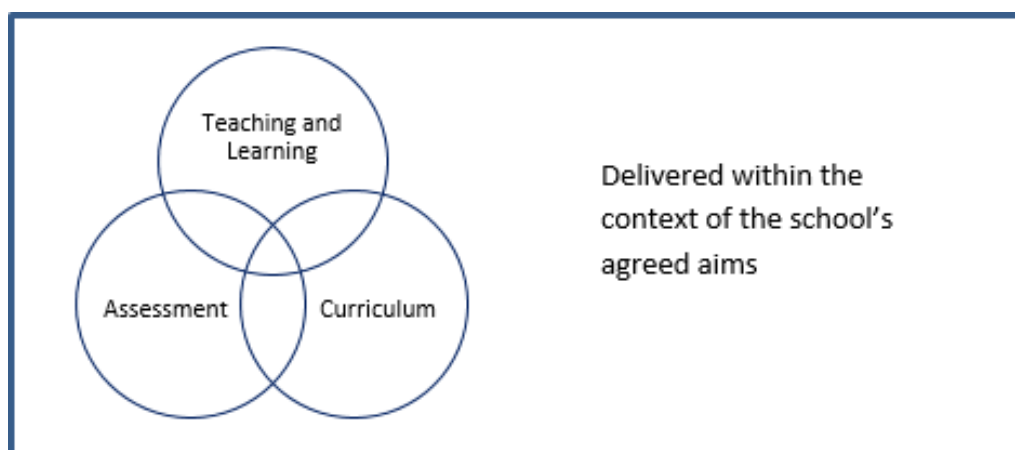 Teaching and
Learning
Assessment
Curriculum
Delivered within the
context of the school’s
agreed aims